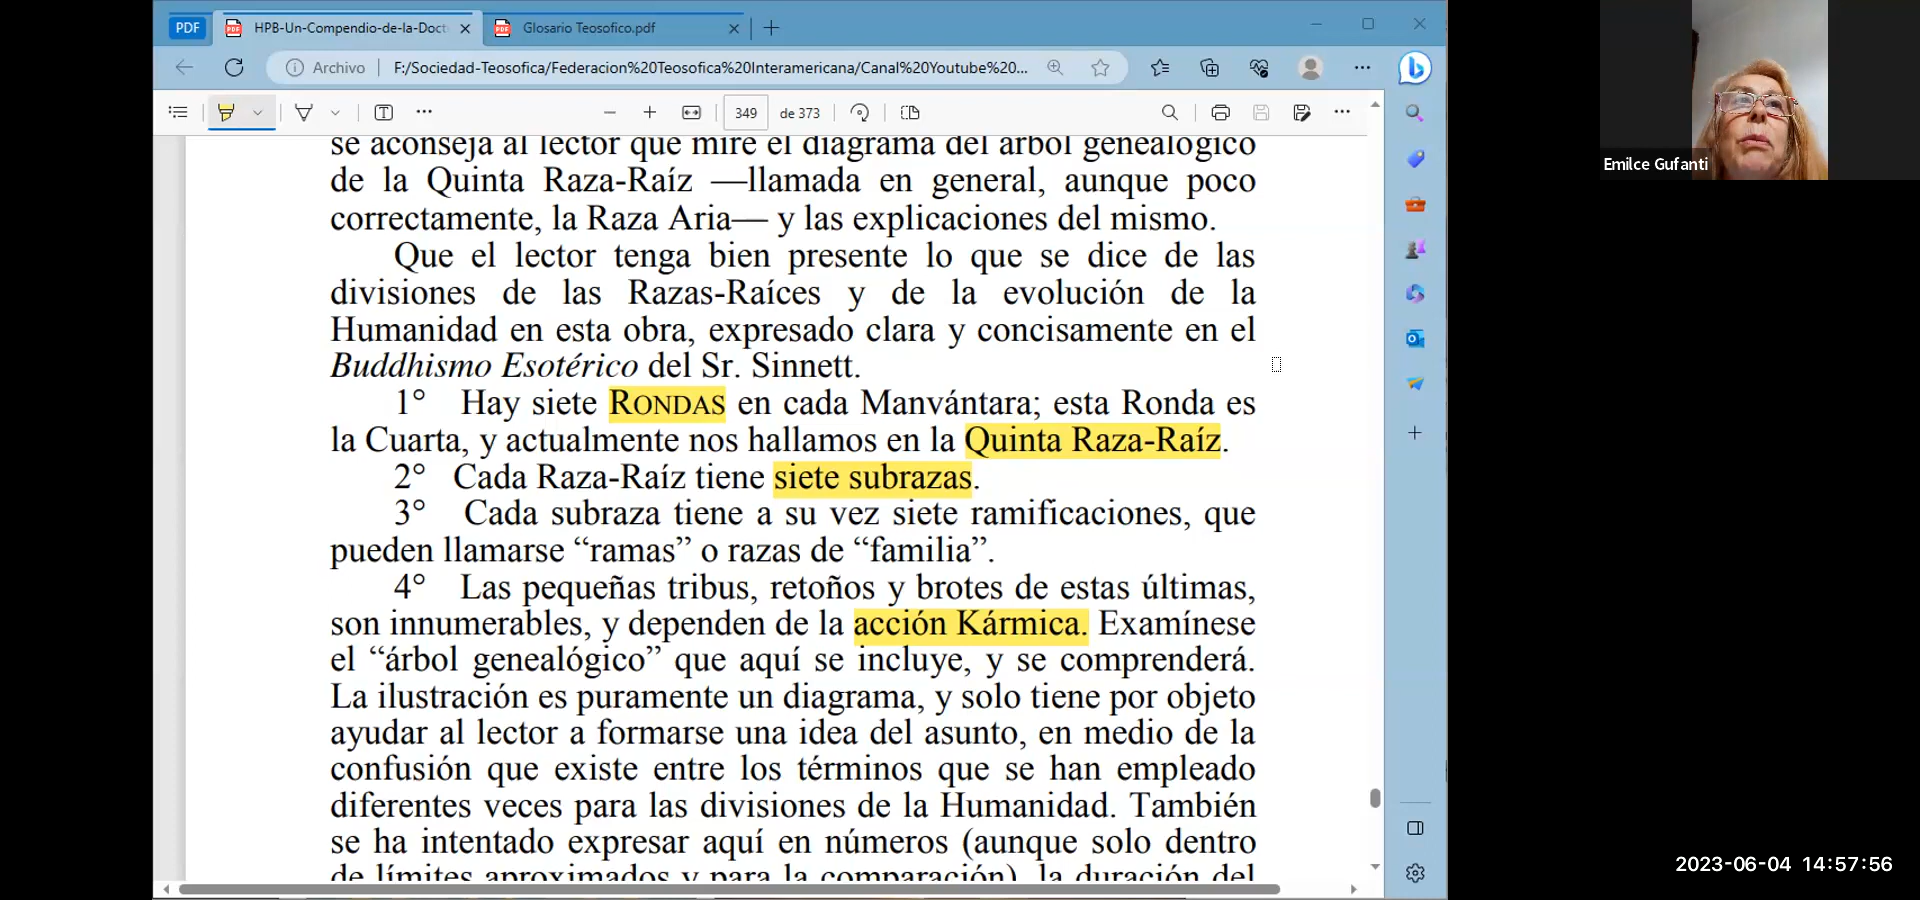 PDF
HPB-Un-Compendio-de-la-Doct
Glosario Teosofico.pdf
Archivo
F:/Sociedad-Teosofica/Federacion%20Teosofica%20Interamericana/Canal%20Youtube%20...
349
de 373
se aconseja al lector que mire el diagrama del árbol genealógico
de la Quinta Raza-Raíz —llamada en general, aunque poco
correctamente, la Raza Aria— y las explicaciones del mismo.
Que el lector tenga bien presente lo que se dice de las
divisiones de las Razas-Raíces y de la evolución de la
Humanidad en esta obra, expresado clara y concisamente en el
Buddhismo Esotérico del Sr. Sinnett.
1° Hay siete RONDAS en cada Manvántara; esta Ronda es
la Cuarta, y actualmente nos hallamos en la Quinta Raza-Raíz.
2° Cada Raza-Raíz tiene siete subrazas.
3° Cada subraza tiene a su vez siete ramificaciones, que
pueden llamarse “ramas” o razas de “familia”.
4° Las pequeñas tribus, retoños y brotes de estas últimas,
son innumerables, y dependen de la acción Kármica. Examínese
el “árbol genealógico” que aquí se incluye, y se comprenderá.
La ilustración es puramente un diagrama, y solo tiene por objeto
ayudar al lector a formarse una idea del asunto, en medio de la
confusión que existe entre los términos que se han empleado
diferentes veces para las divisiones de la Humanidad. También
se ha intentado expresar aquí en números (aunque solo dentro
de límites aproximados y para la comparación), la duración del
Emilce Gufanti
2023-06-04 14:57:56